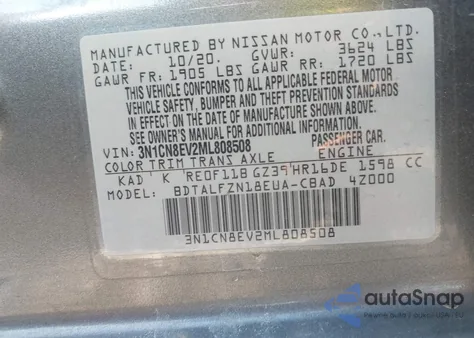 MANUFACTURED BY NISSAN MOTOR CO., LTD.
DATE: 10/20. GVWR: 3624 LBS
GAWR FR: 1905 LBS GAWR RR: 1720 LBS
THIS VEHICLE CONFORMS TO ALL APPLICABLE FEDERAL MOTOR
VEHICLE SAFETY, BUMPER AND THEFT PREVENTION STANDARDS
IN EFFECT ON THE DATE OF MANUFACTURE SHOWN ABOVE.
SEE OWNER'S MANUAL FOR ADDITIONAL INFORMATION.
VIN: 3N1CN8EV2ML808508 PASSENGER CAR.
COLOR TRIM TRANS AXLE ENGINE
KAD' K 'RE0F11B GZ39'HR16DE 1598 CC
MODEL: BDTALFZN18EUA-CBAD 4Z000
3N1CN8EV2ML808508
autoSnap